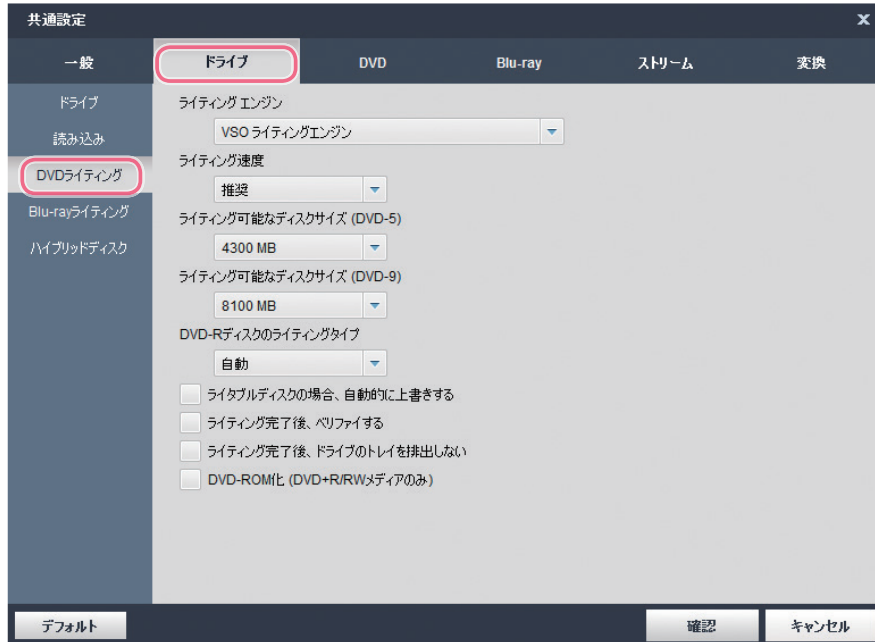 共通設定 X
一般 ドライブ DVD Blu-ray ストリーム 変換
ドライブ
読み込み
DVDライティング
Blu-rayライティング
ハイブリッドディスク
ライティング エンジン
VSO ライティングエンジン
ライティング速度
推奨
ライティング可能なディスクサイズ (DVD-5)
4300 MB
ライティング可能なディスクサイズ (DVD-9)
8100 MB
DVD-Rディスクのライティングタイプ
自動
ライタブルディスクの場合、自動的に上書きする
ライティング完了後、ベリファイする
ライティング完了後、ドライブのトレイを排出しない
DVD-ROM化 (DVD+R/RWメディアのみ)
デフォルト 確認 キャンセル